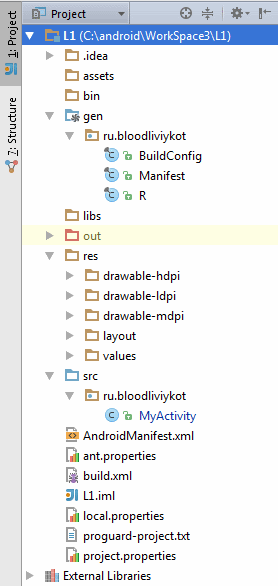 Project
1: Project
7: Structure
L1 (C:\android\WorkSpace3\L1)
.idea
assets
bin
gen
ru.bloodliviykot
BuildConfig
Manifest
R
libs
out
res
drawable-hdpi
drawable-ldpi
drawable-mdpi
layout
values
src
ru.bloodliviykot
MyActivity
AndroidManifest.xml
ant.properties
build.xml
L1.iml
local.properties
proguard-project.txt
project.properties
External Libraries